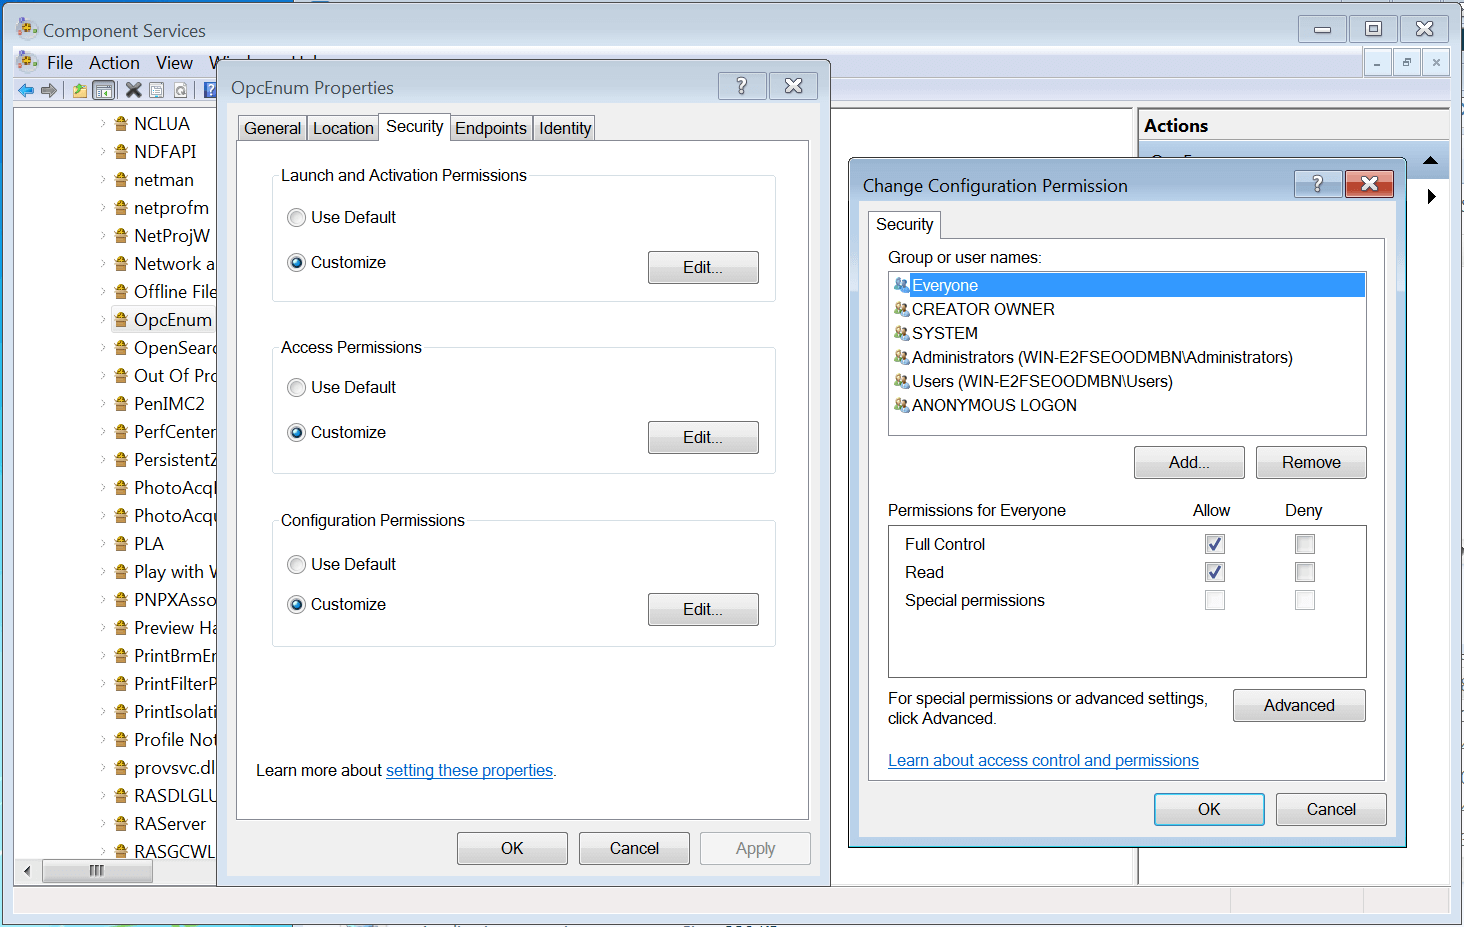 Component Services
File Action View
OpcEnum Properties
General Location Security Endpoints Identity
NCLUA
NDFAPI
netman
netprofm
NetProjW
Network a
Offline File
OpcEnum
OpenSearc
Out Of Pro
PenIMC2
PerfCenter
PersistentZ
PhotoAcq
PhotoAcqu
PLA
Play with
PNPXAsso
Preview Ha
PrintBrmEn
PrintFilterP
PrintIsolati
Profile Not
provsvc.dl
RASDLGLU
RAServer
RASGCWL
Launch and Activation Permissions
Use Default
Customize
Edit...
Access Permissions
Use Default
Customize
Edit...
Configuration Permissions
Use Default
Customize
Edit...
Learn more about setting these properties.
OK Cancel Apply
Actions
Change Configuration Permission
Security
Group or user names:
Everyone
CREATOR OWNER
SYSTEM
Administrators (WIN-E2FSEOODMBN\Administrators)
Users (WIN-E2FSEOODMBN\Users)
ANONYMOUS LOGON
Add... Remove
Permissions for Everyone Allow Deny
Full Control
Read
Special permissions
For special permissions or advanced settings,
click Advanced.
Advanced
Learn about access control and permissions
OK Cancel